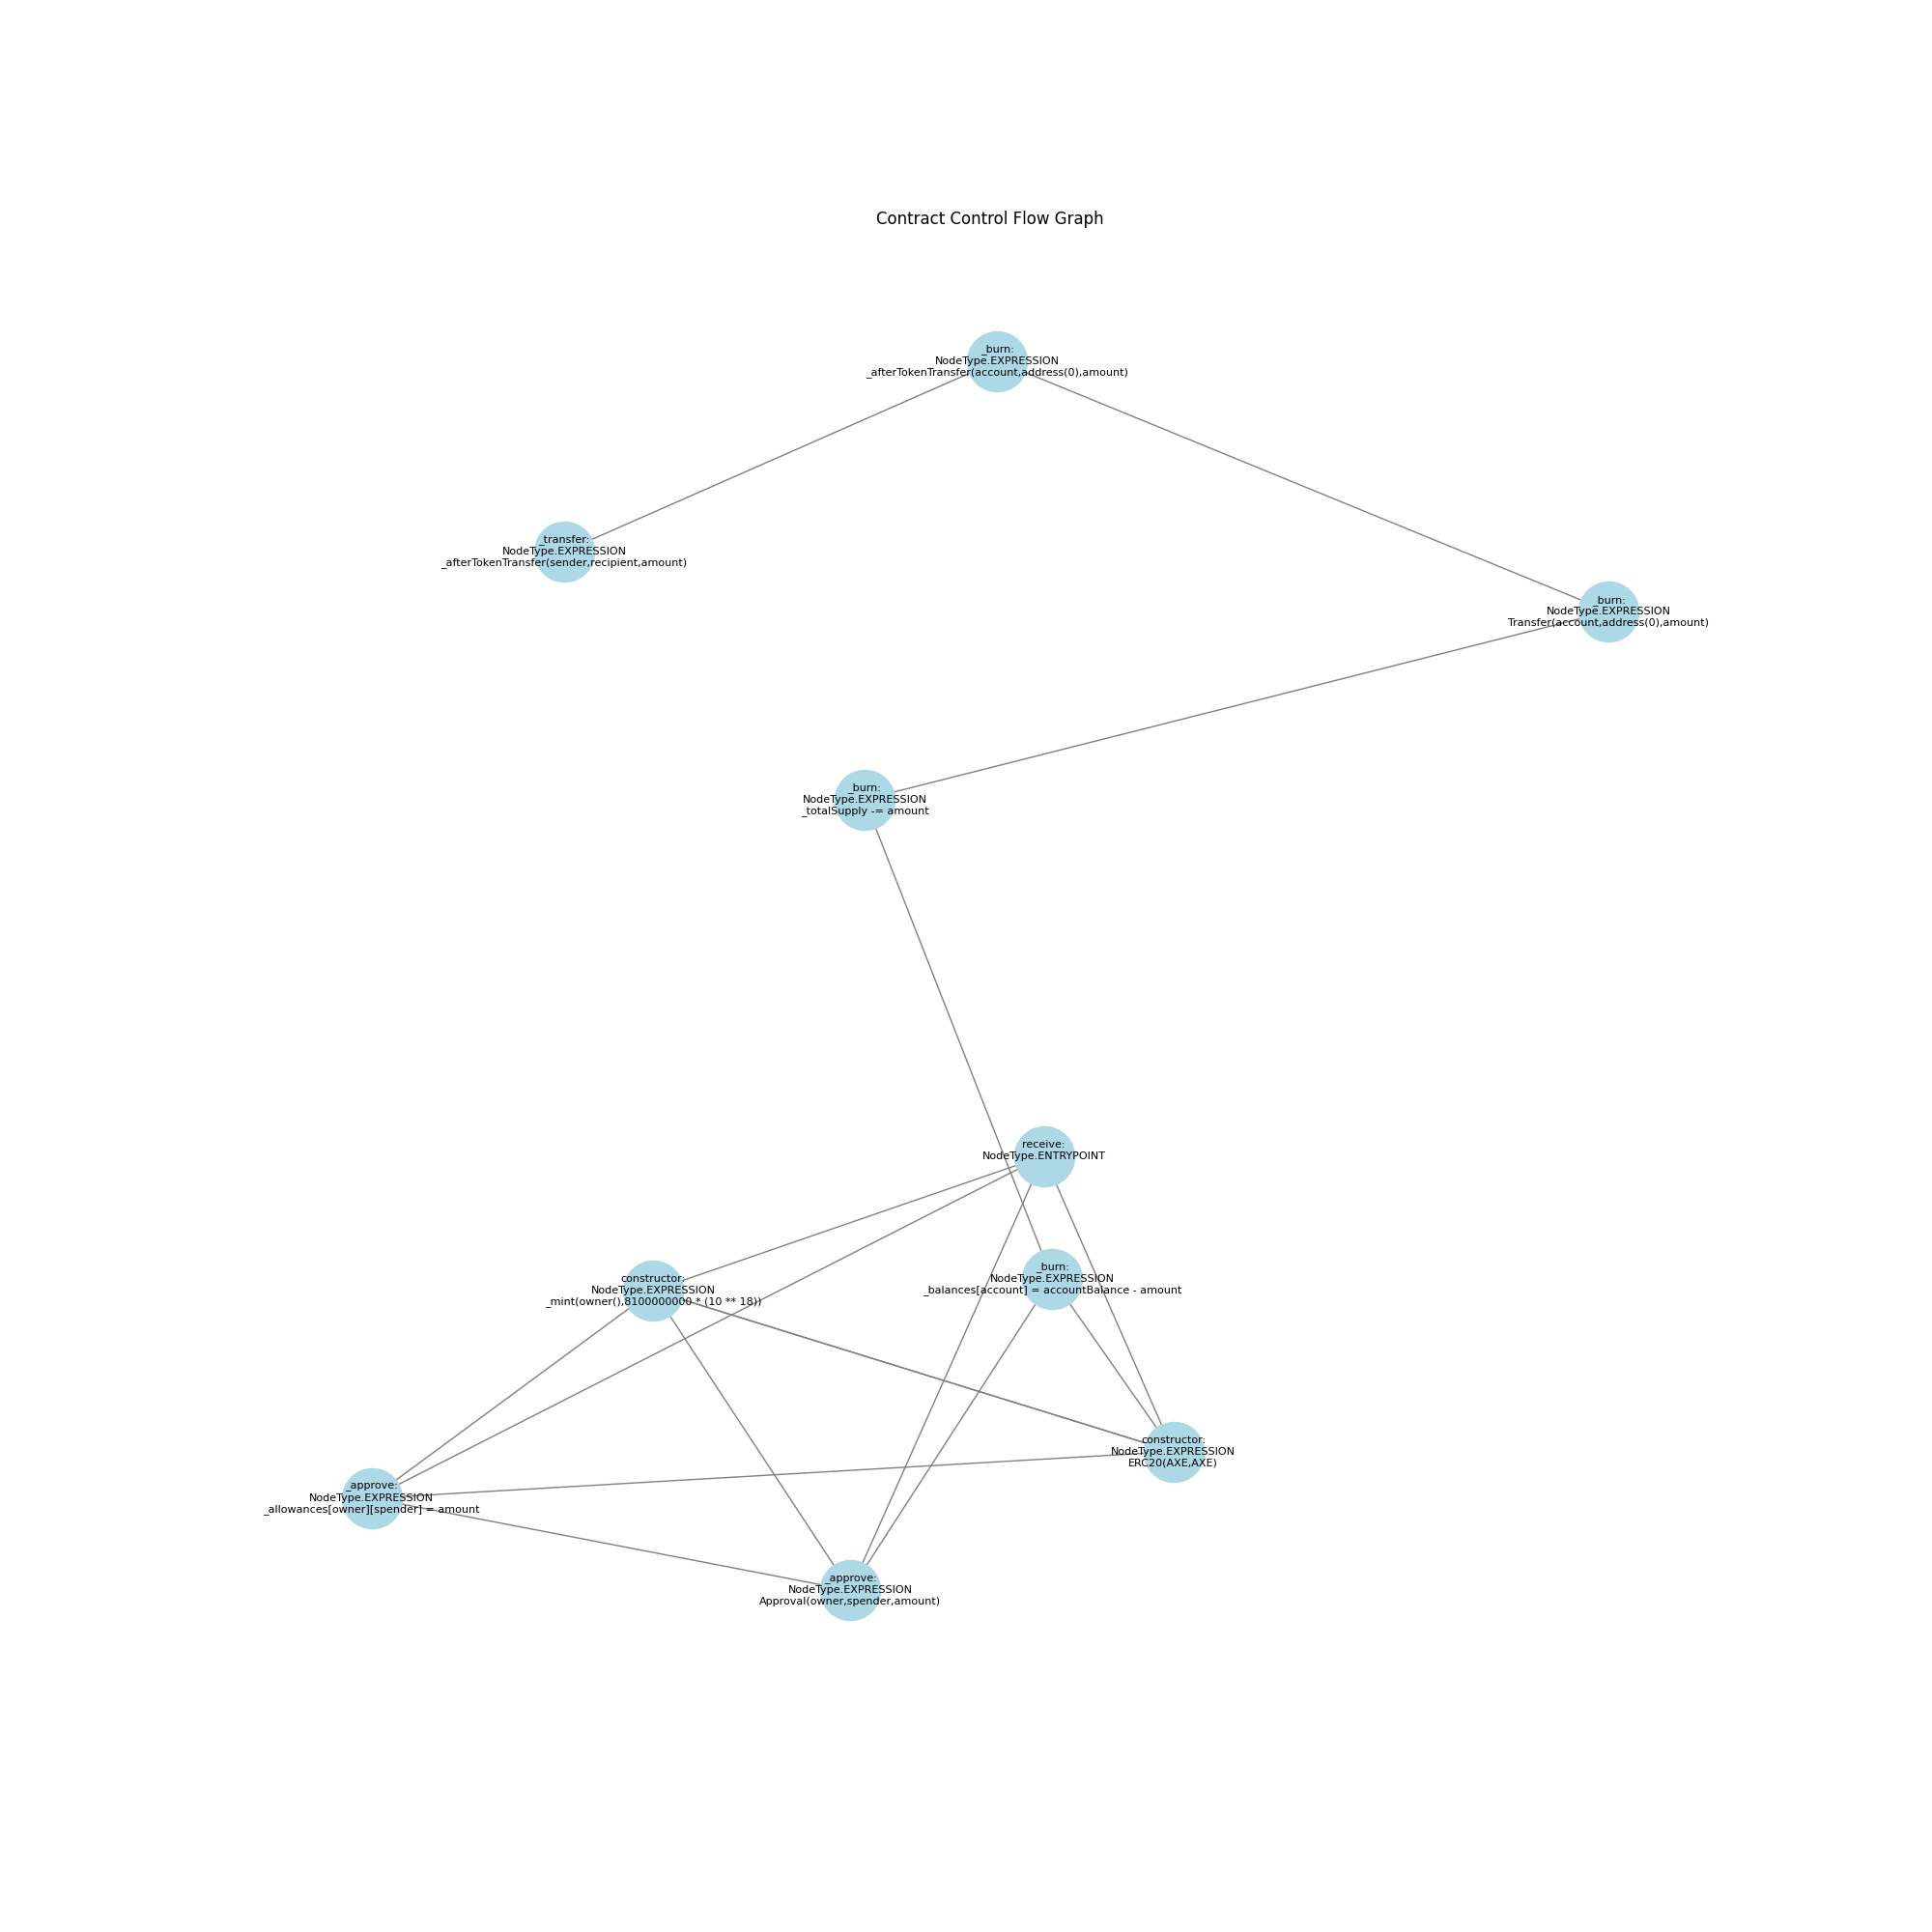 Contract Control Flow Graph
_burn:
NodeType.EXPRESSION
_afterTokenTransfer(account,address(0),amount)
_transfer:
NodeType.EXPRESSION
_afterTokenTransfer(sender,recipient,amount)
_burn:
NodeType.EXPRESSION
Transfer(account,address(0),amount)
_burn:
NodeType.EXPRESSION
_totalSupply -= amount
receive:
NodeType.ENTRYPOINT
_burn:
NodeType.EXPRESSION
_balances[account] = accountBalance - amount
constructor:
NodeType.EXPRESSION
_mint(owner(),8100000000 * (10 ** 18))
constructor:
NodeType.EXPRESSION
ERC20(AXE,AXE)
_approve:
NodeType.EXPRESSION
_allowances[owner][spender] = amount
_approve:
NodeType.EXPRESSION
Approval(owner,spender,amount)